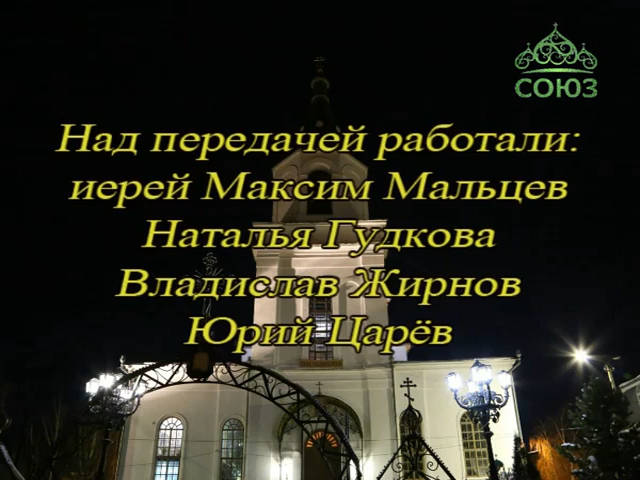 СОЮЗ
Над передачей работали:
иерей Максим Мальцев
Наталья Гудкова
Владислав Жирнов
Юрий Царёв